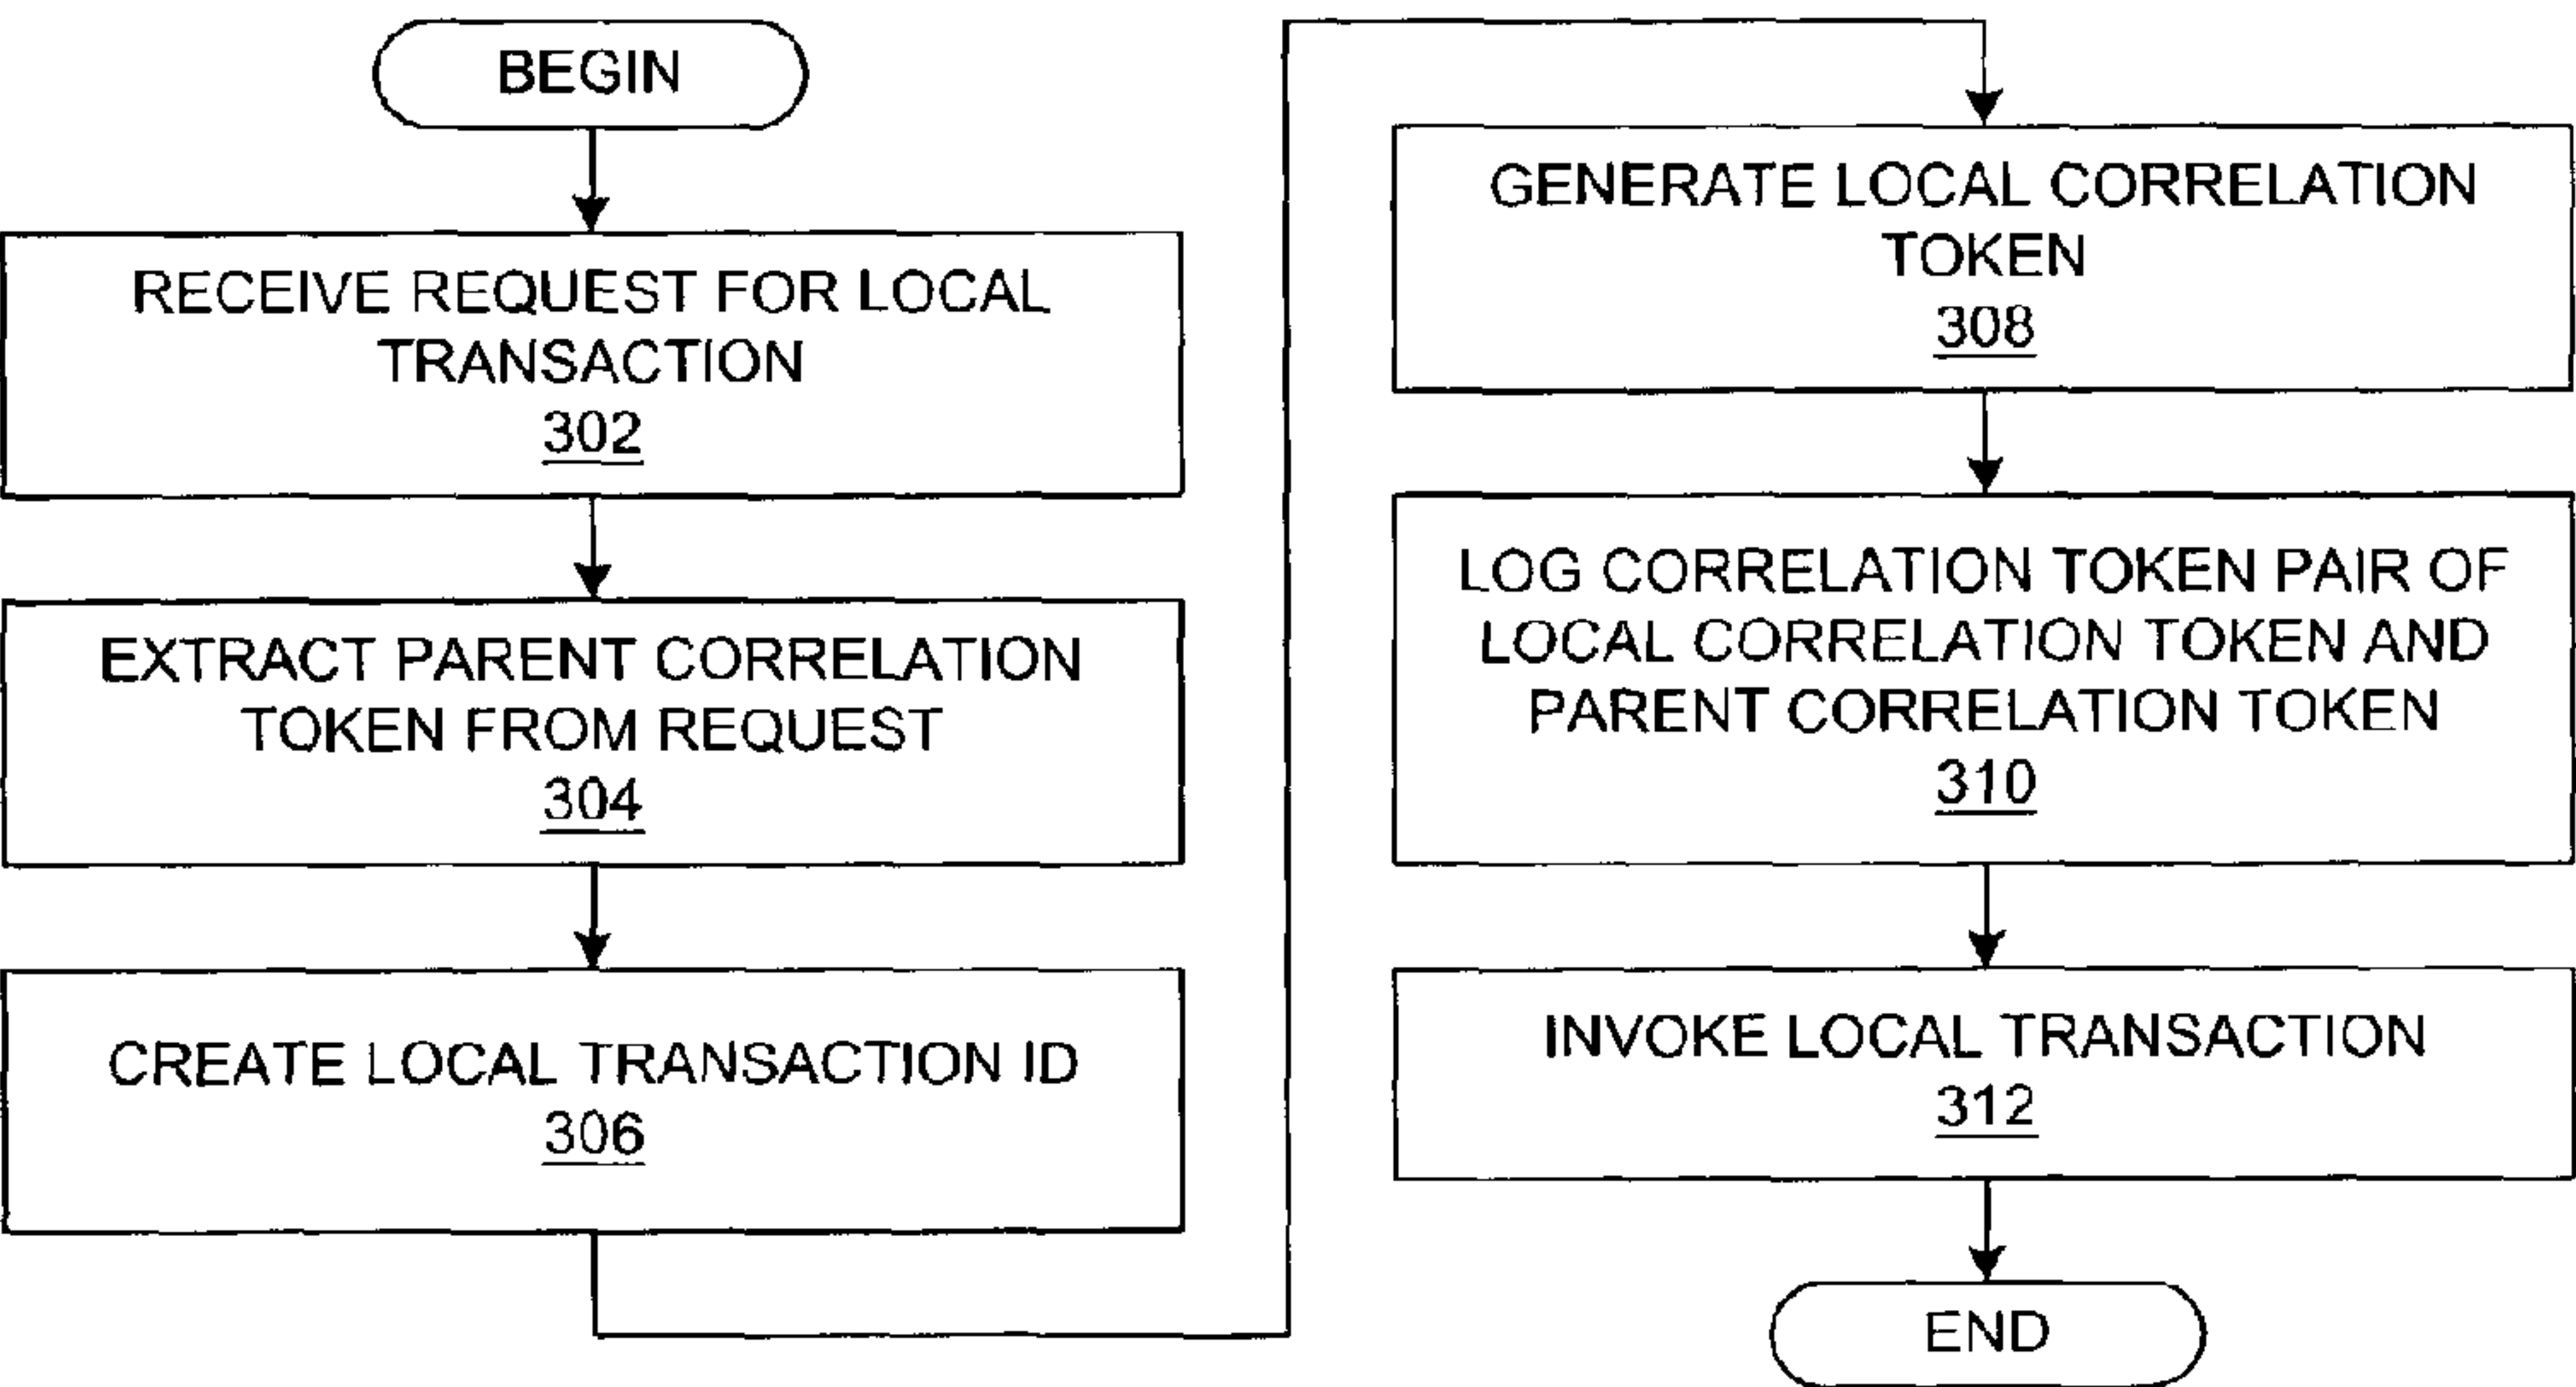 BEGIN
RECEIVE REQUEST FOR LOCAL
TRANSACTION
302
EXTRACT PARENT CORRELATION
TOKEN FROM REQUEST
304
CREATE LOCAL TRANSACTION ID
306
GENERATE LOCAL CORRELATION
TOKEN
308
LOG CORRELATION TOKEN PAIR OF
LOCAL CORRELATION TOKEN AND
PARENT CORRELATION TOKEN
310
INVOKE LOCAL TRANSACTION
312
END